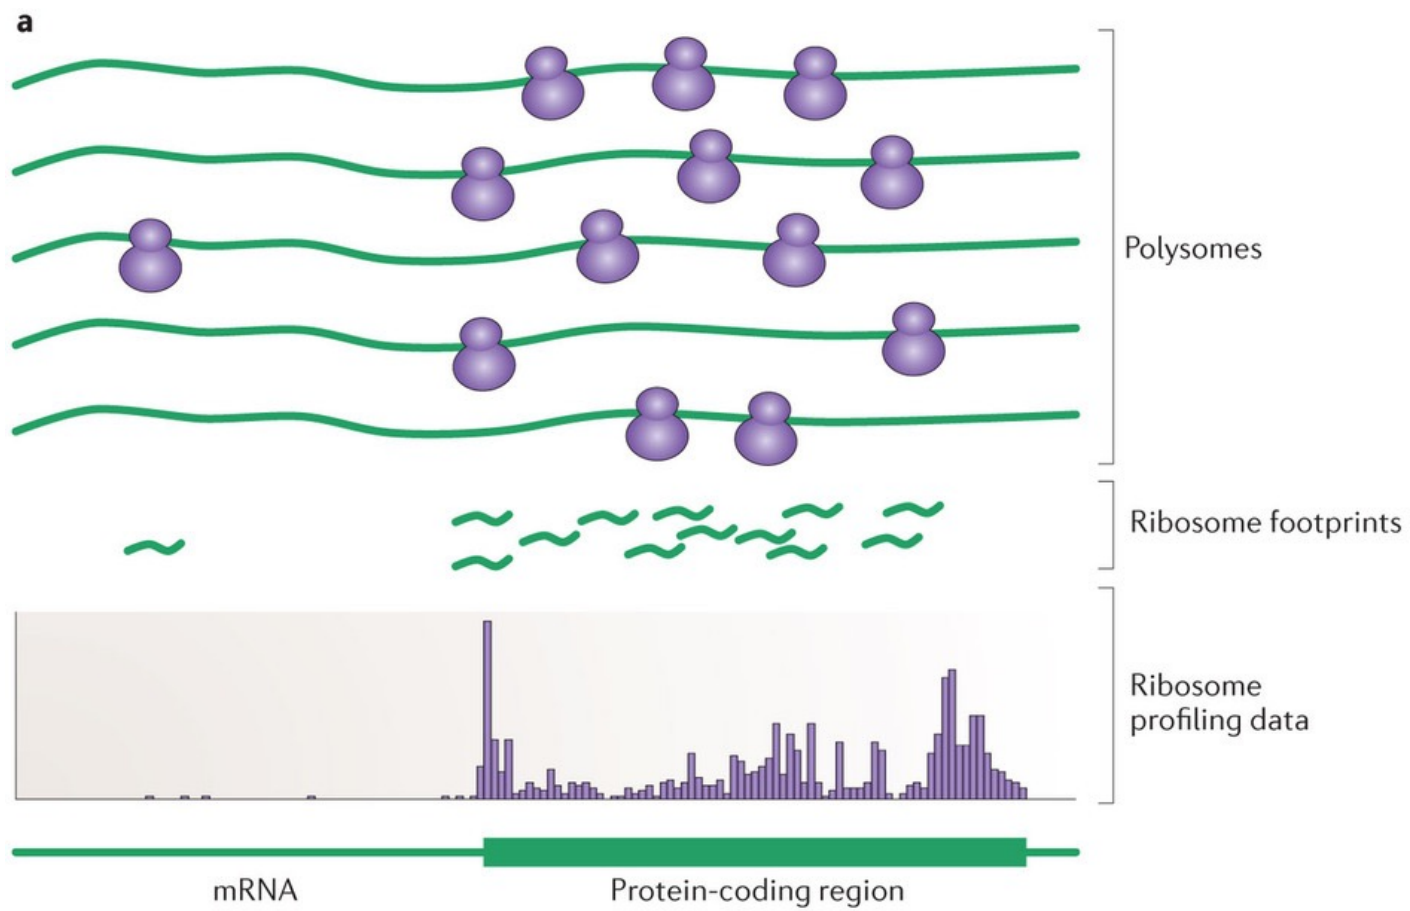 a
Polysomes
Ribosome footprints
Ribosome
profiling data
mRNA
Protein-coding region